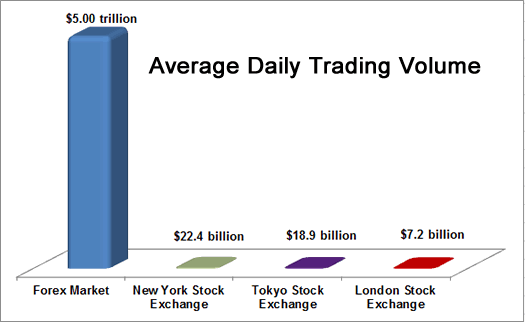 $5.00 trillion
Average Daily Trading Volume
$22.4 billion
$18.9 billion
$7.2 billion
Forex Market
New York Stock
Exchange
Tokyo Stock
Exchange
London Stock
Exchange